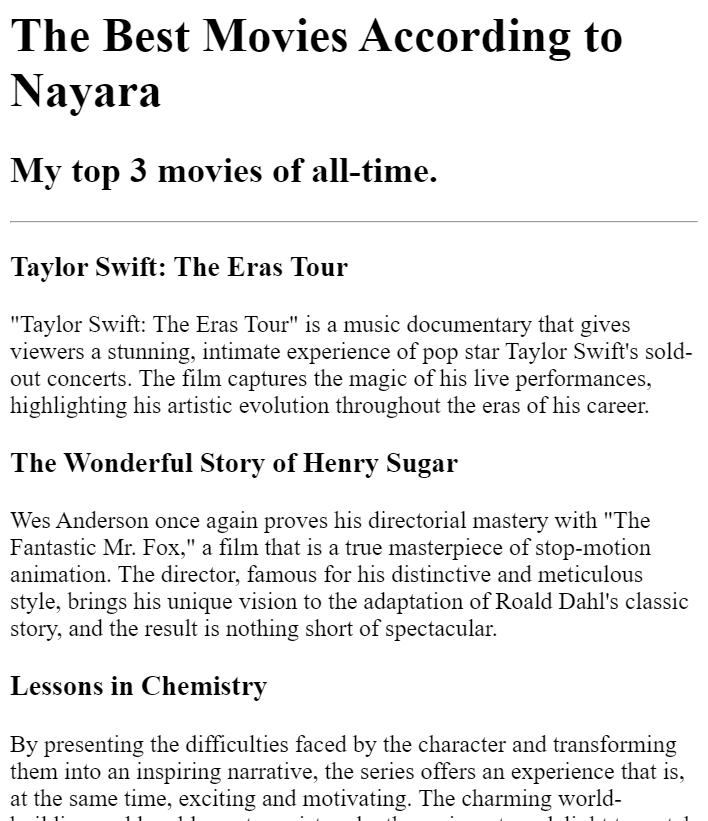 The Best Movies According to
Nayara
My top 3 movies of all-time.
Taylor Swift: The Eras Tour
"Taylor Swift: The Eras Tour" is a music documentary that gives
viewers a stunning, intimate experience of pop star Taylor Swift's sold-
out concerts. The film captures the magic of his live performances,
highlighting his artistic evolution throughout the eras of his career.
The Wonderful Story of Henry Sugar
Wes Anderson once again proves his directorial mastery with "The
Fantastic Mr. Fox," a film that is a true masterpiece of stop-motion
animation. The director, famous for his distinctive and meticulous
style, brings his unique vision to the adaptation of Roald Dahl's classic
story, and the result is nothing short of spectacular.
Lessons in Chemistry
By presenting the difficulties faced by the character and transforming
them into an inspiring narrative, the series offers an experience that is,
at the same time, exciting and motivating. The charming world-